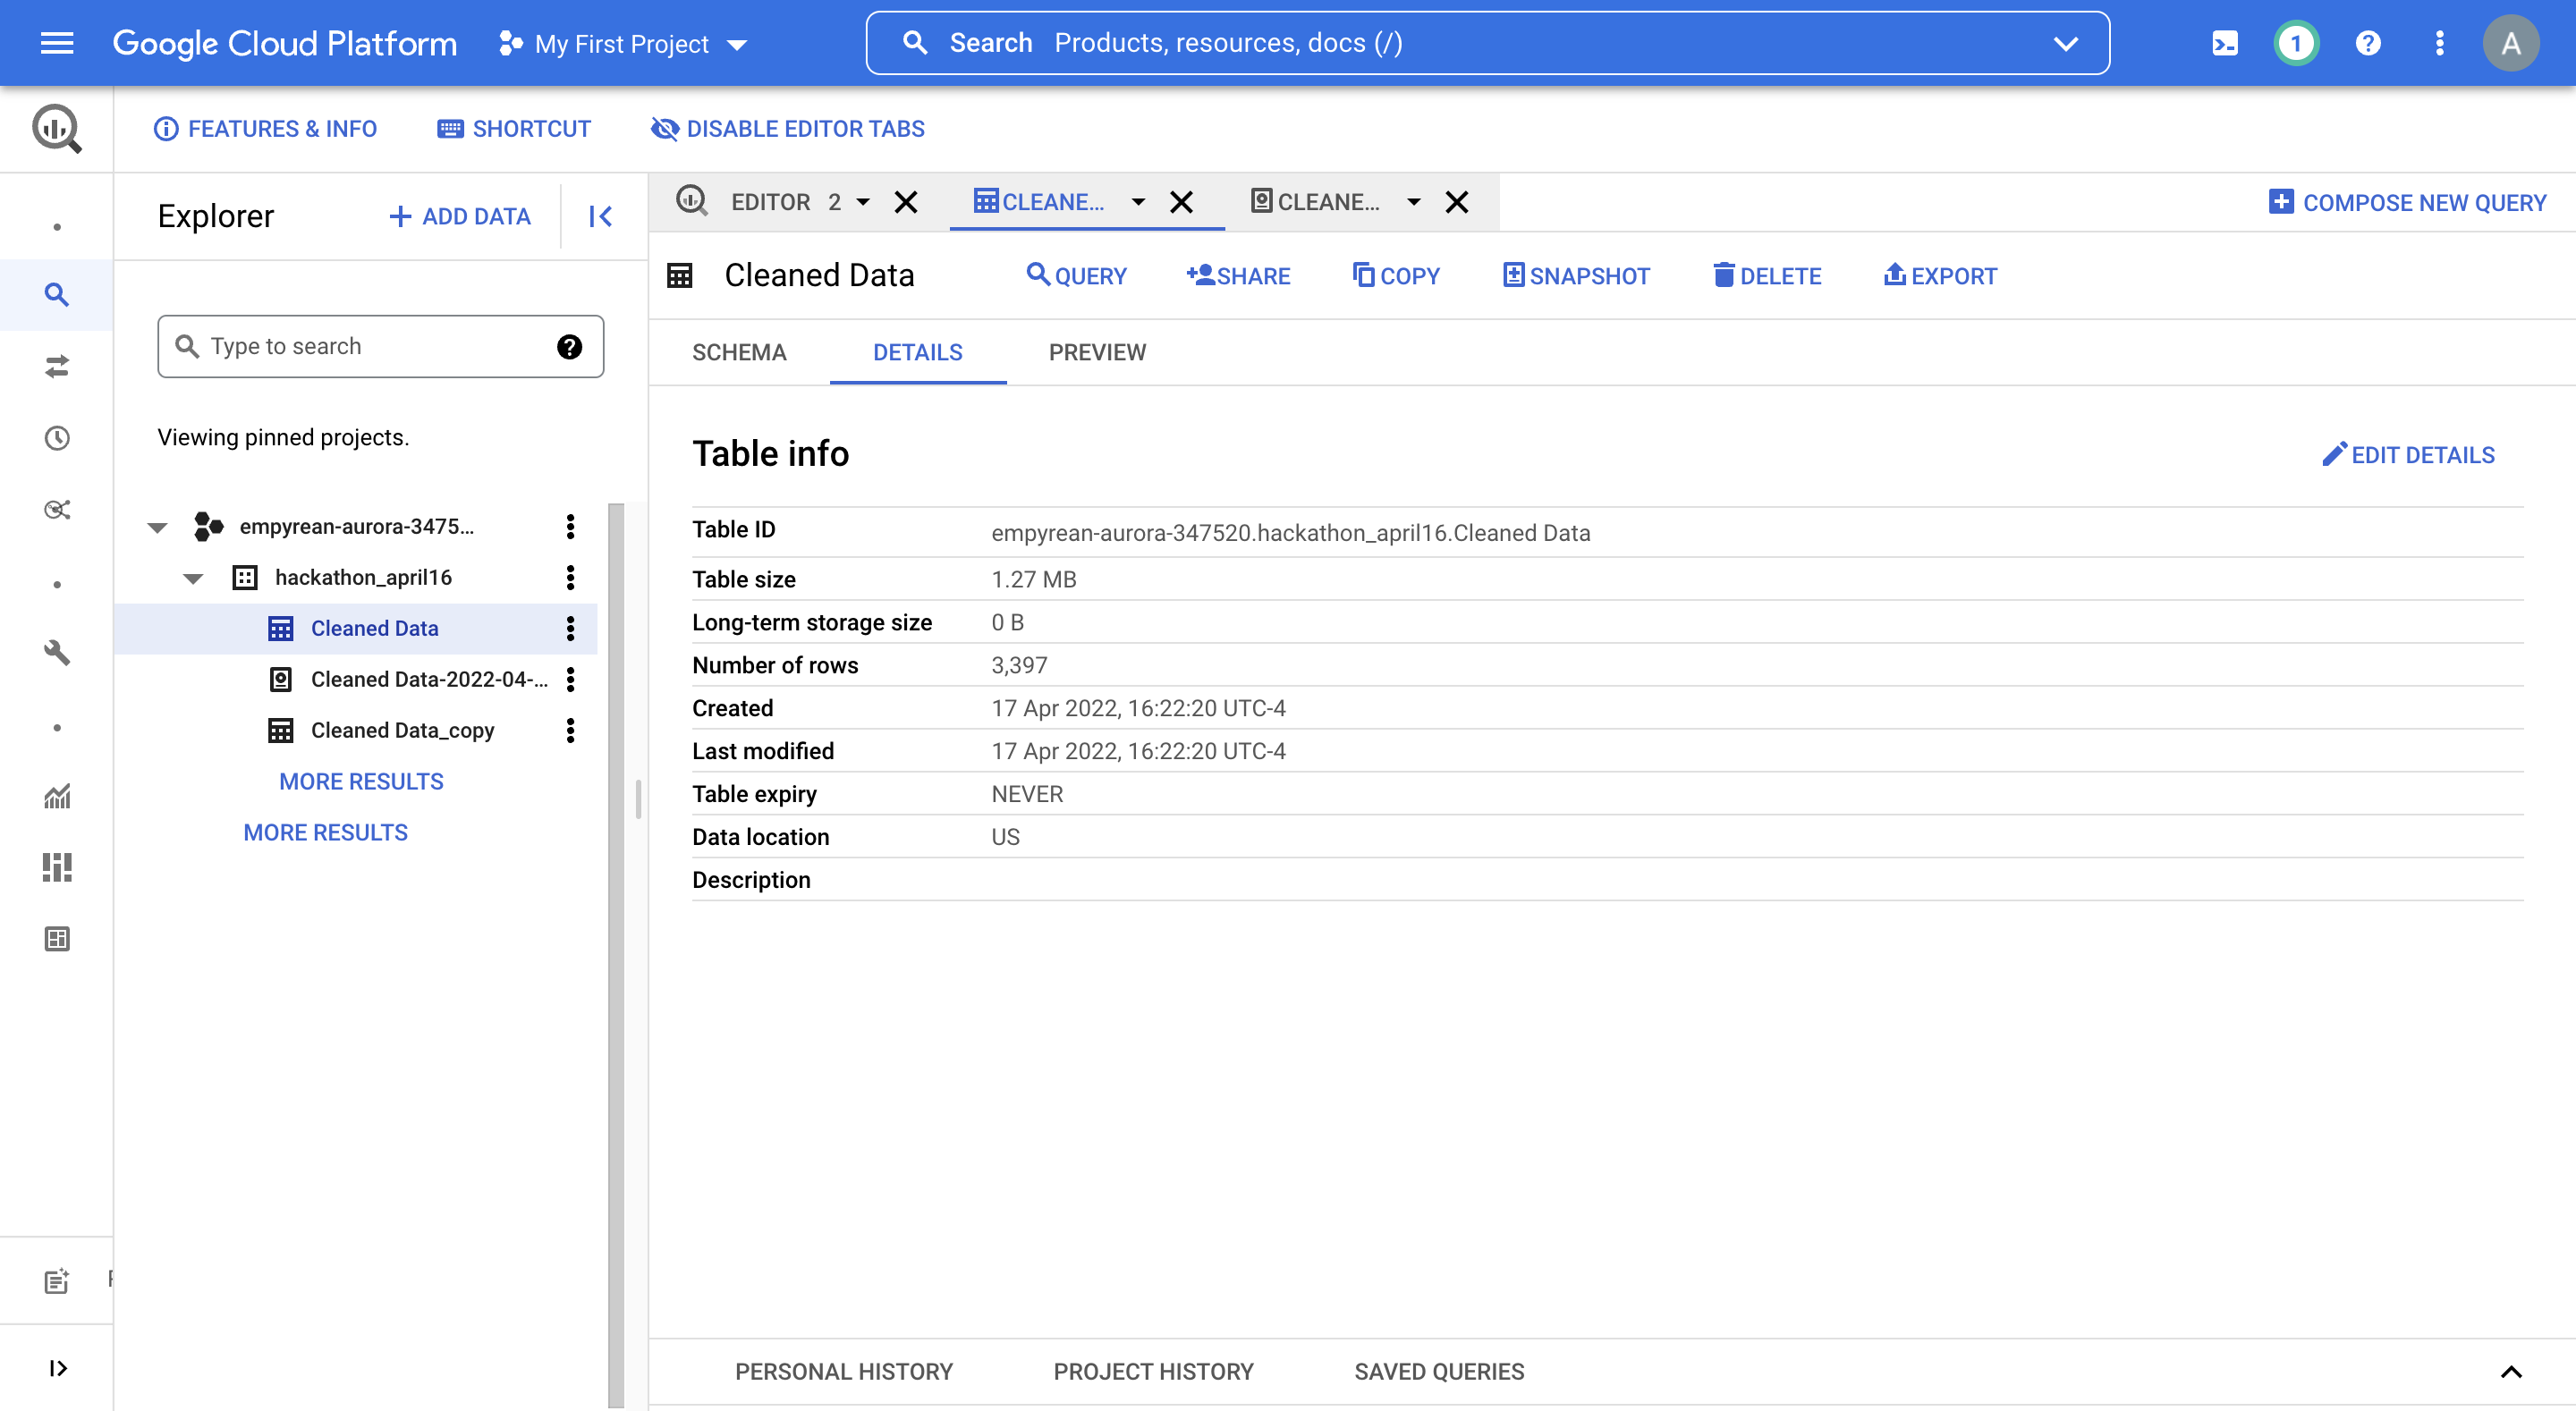 Google Cloud Platform
My First Project
Search Products, resources, docs (/)
1
A
FEATURES & INFO
SHORTCUT
DISABLE EDITOR TABS
Explorer
ADD DATA
EDITOR 2
CLEANE...
CLEANE...
COMPOSE NEW QUERY
Cleaned Data
QUERY
SHARE
COPY
SNAPSHOT
DELETE
EXPORT
Type to search
SCHEMA
DETAILS
PREVIEW
Viewing pinned projects.
empyrean-aurora-3475...
hackathon_april16
Cleaned Data
Cleaned Data-2022-04-...
Cleaned Data_copy
MORE RESULTS
MORE RESULTS
Table info
EDIT DETAILS
Table ID empyrean-aurora-347520.hackathon_april16.Cleaned Data
Table size 1.27 MB
Long-term storage size 0 B
Number of rows 3,397
Created 17 Apr 2022, 16:22:20 UTC-4
Last modified 17 Apr 2022, 16:22:20 UTC-4
Table expiry NEVER
Data location US
Description
PERSONAL HISTORY
PROJECT HISTORY
SAVED QUERIES